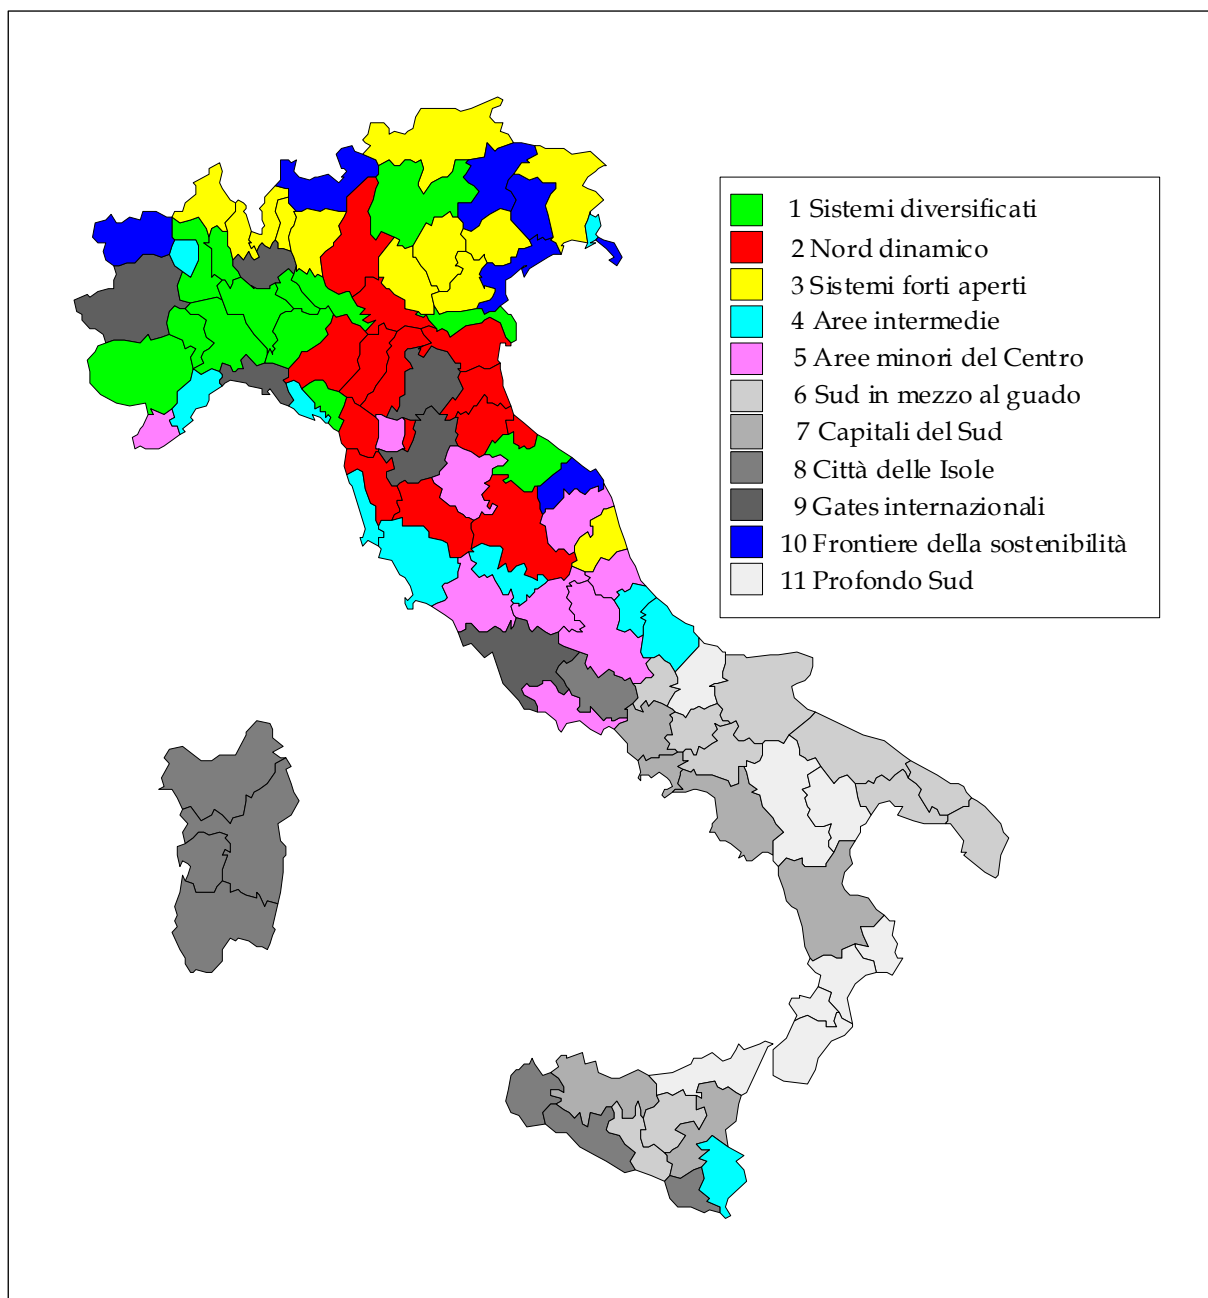 1 Sistemi diversificati
2 Nord dinamico
3 Sistemi forti aperti
4 Aree intermedie
5 Aree minori del Centro
6 Sud in mezzo al guado
7 Capitali del Sud
8 Città delle Isole
9 Gates internazionali
10 Frontiere della sostenibilità
11 Profondo Sud